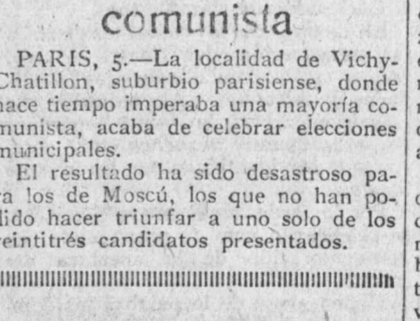 comunista
PARIS, 5.—La localidad de Vichy-
Chatillon, suburbio parisiense, donde
hace tiempo imperaba una mayoría co-
munista, acaba de celebrar elecciones
municipales.
El resultado ha sido desastroso pa-
ra los de Moscú, los que no han po-
dido hacer triunfar a uno solo de los
veintitrés candidatos presentados.